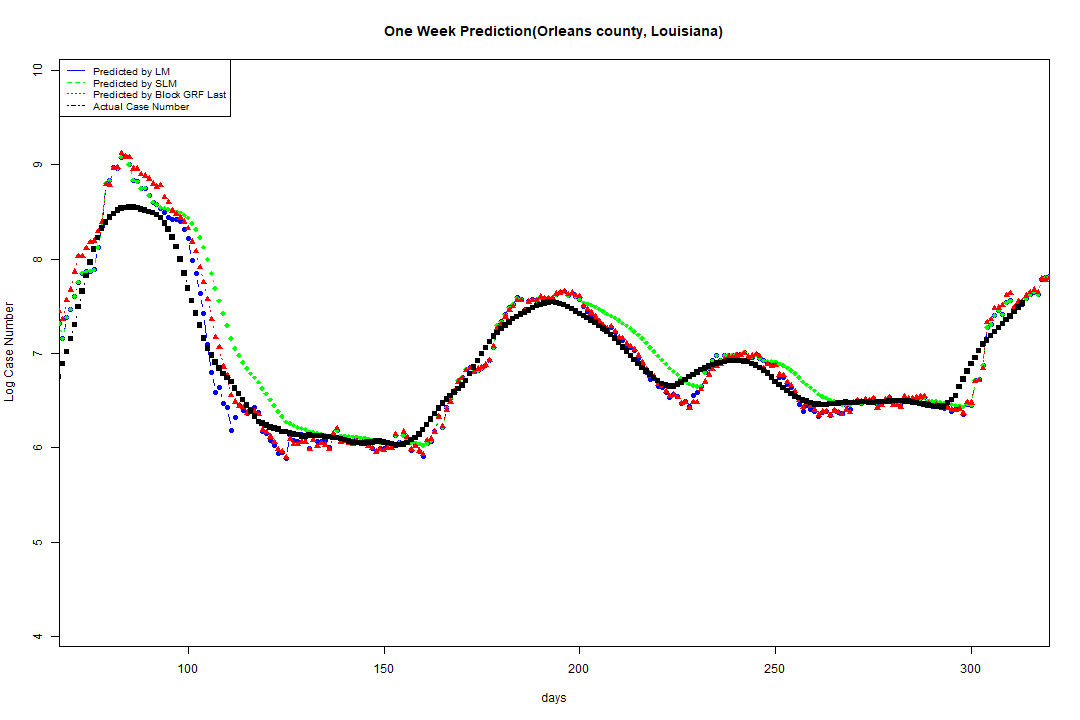 One Week Prediction(Orleans county, Louisiana)
Predicted by LM
Predicted by SLM
Predicted by Block GRF Last
Actual Case Number
10
9
8
7
6
5
4
Log Case Number
100 150 200 250 300
days